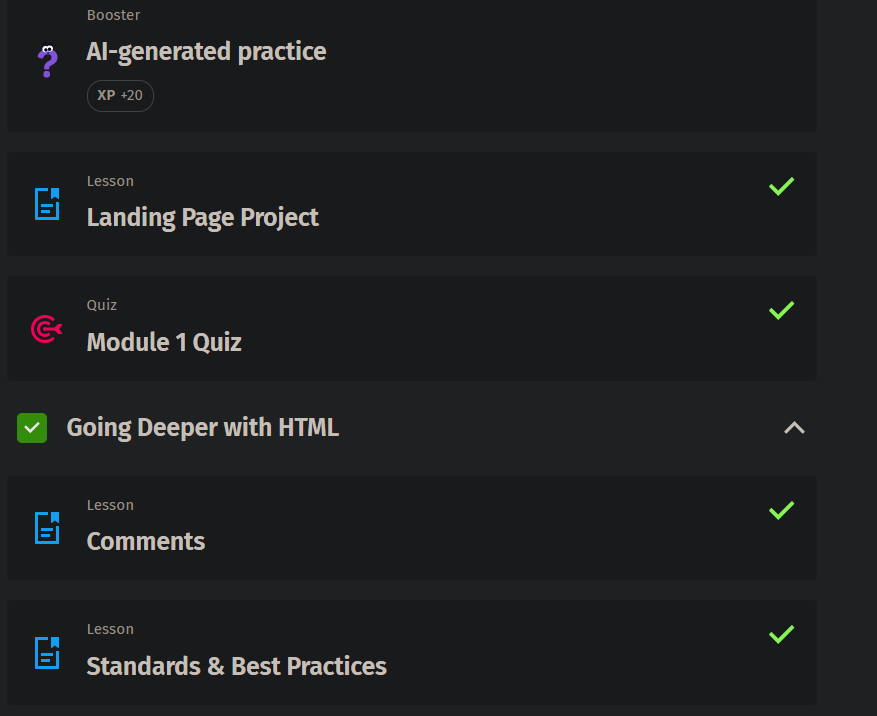 Booster
AI-generated practice
XP +20
Lesson
Landing Page Project
Quiz
Module 1 Quiz
Going Deeper with HTML
Lesson
Comments
Lesson
Standards & Best Practices